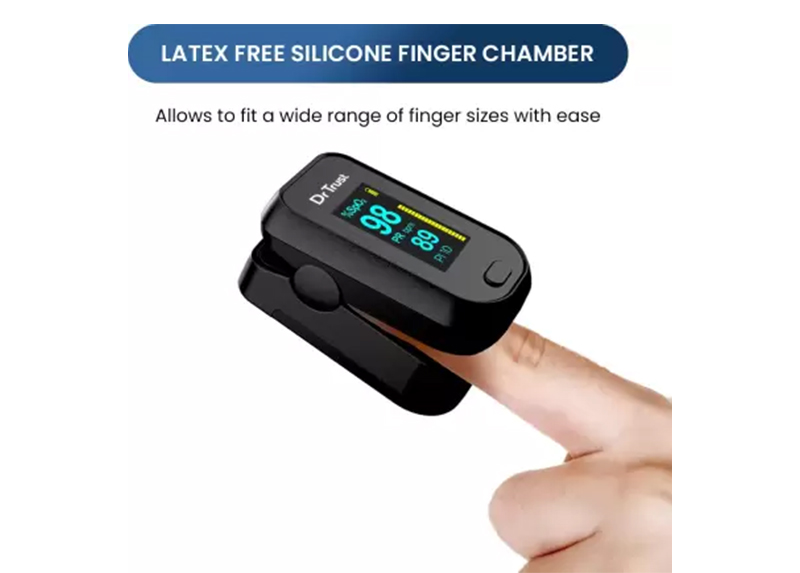 LATEX FREE SILICONE FINGER CHAMBER
Allows to fit a wide range of finger sizes with ease
Dr Trust
%SpO₂
98
PR bpm
89
PI 10